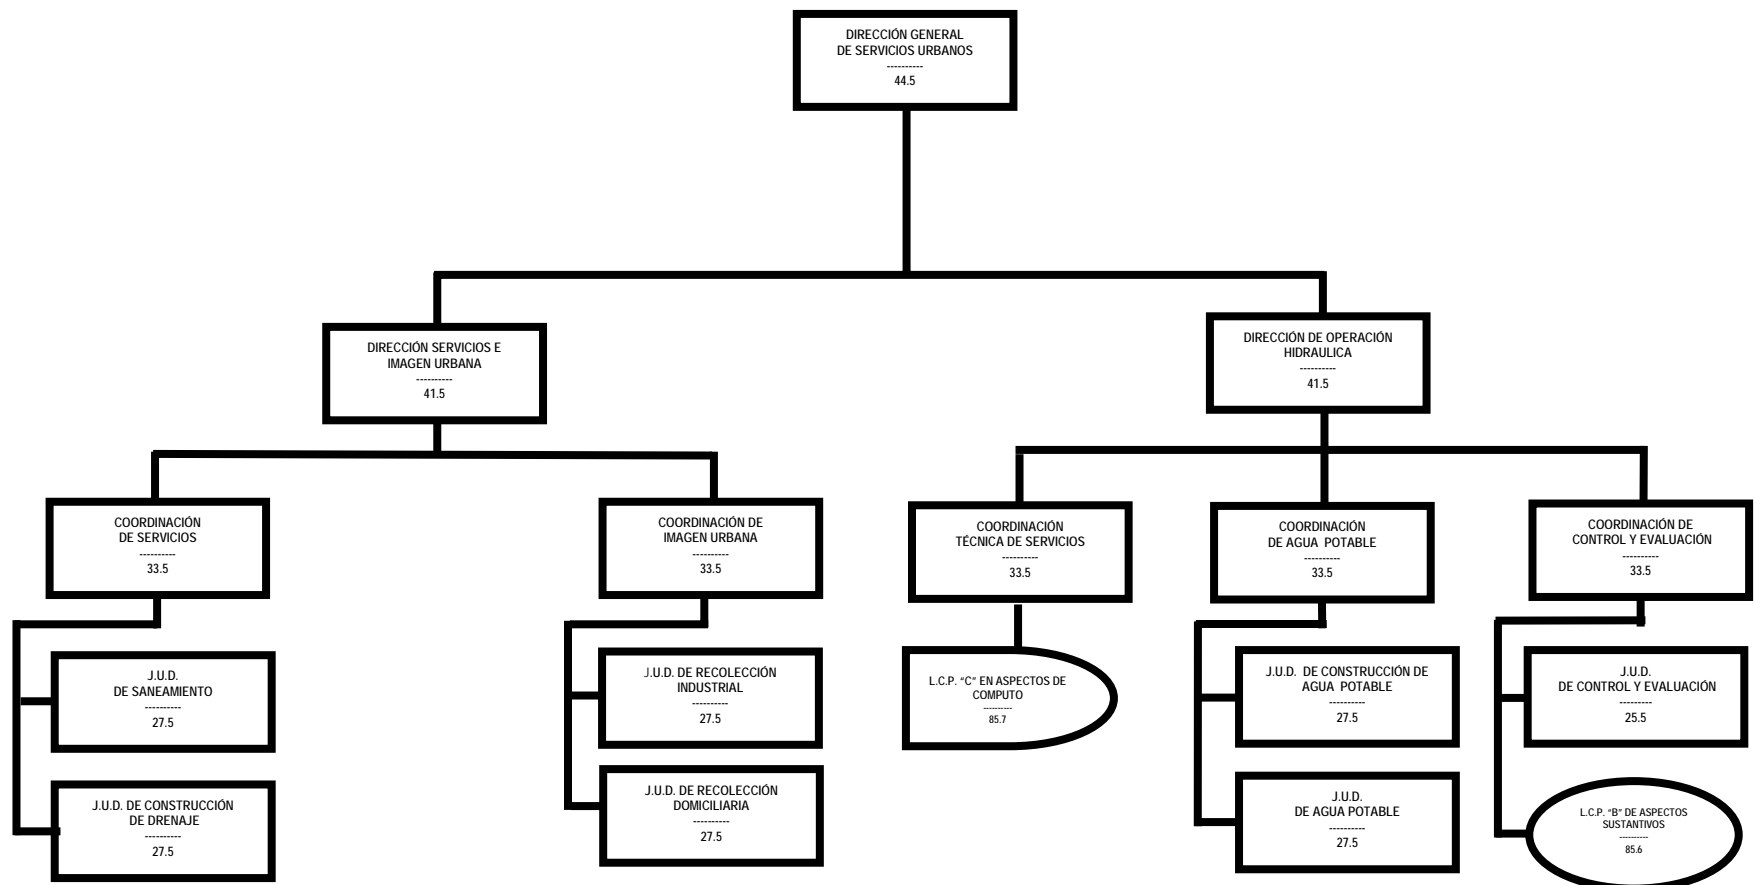 DIRECCIÓN GENERAL
DE SERVICIOS URBANOS
----------
44.5
DIRECCIÓN SERVICIOS E
IMAGEN URBANA
----------
41.5
DIRECCIÓN DE OPERACIÓN
HIDRAULICA
----------
41.5
COORDINACIÓN
DE SERVICIOS
----------
33.5
COORDINACIÓN DE
IMAGEN URBANA
----------
33.5
COORDINACIÓN
TÉCNICA DE SERVICIOS
----------
33.5
COORDINACIÓN
DE AGUA POTABLE
----------
33.5
COORDINACIÓN DE
CONTROL Y EVALUACIÓN
----------
33.5
J.U.D.
DE SANEAMIENTO
----------
27.5
J.U.D. DE RECOLECCIÓN
INDUSTRIAL
----------
27.5
L.C.P. "C" EN ASPECTOS DE
COMPUTO
----------
85.7
J.U.D. DE CONSTRUCCIÓN DE
AGUA POTABLE
----------
27.5
J.U.D.
DE CONTROL Y EVALUACIÓN
---------
25.5
J.U.D. DE CONSTRUCCIÓN
DE DRENAJE
----------
27.5
J.U.D. DE RECOLECCIÓN
DOMICILIARIA
----------
27.5
J.U.D.
DE AGUA POTABLE
----------
27.5
L.C.P. "B" DE ASPECTOS
SUSTANTIVOS
----------
85.6